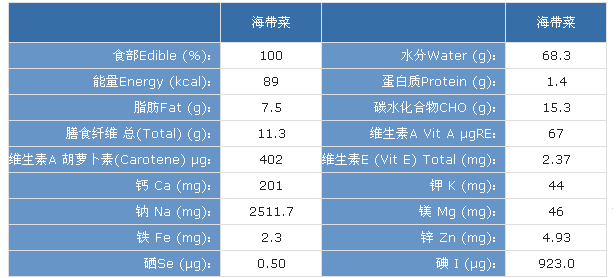 海带菜 海带菜
食部Edible (%): 100 水分Water (g): 68.3
能量Energy (kcal): 89 蛋白质Protein (g): 1.4
脂肪Fat (g): 7.5 碳水化合物CHO (g): 15.3
膳食纤维 总(Total) (g): 11.3 维生素A Vit A μgRE: 67
维生素A 胡萝卜素(Carotene) μg: 402 维生素E (Vit E) Total (mg): 2.37
钙 Ca (mg): 201 钾 K (mg): 44
钠 Na (mg): 2511.7 镁 Mg (mg): 46
铁 Fe (mg): 2.3 锌 Zn (mg): 4.93
硒Se (μg): 0.50 碘 I (μg): 923.0